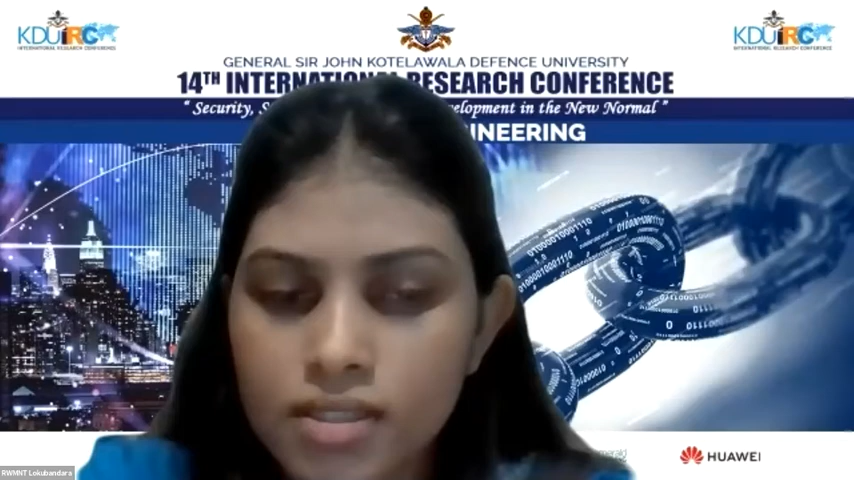 KDUIRC
INTERNATIONAL RESEARCH CONFERENCE
KDUIRC
INTERNATIONAL RESEARCH CONFERENCE
GENERAL SIR JOHN KOTELAWALA DEFENCE UNIVERSITY
14TH INTERNATIONAL RESEARCH CONFERENCE
" Security, S elopment in the New Normal "
INEERING
HUAWEI
RWMNT Lokubandara